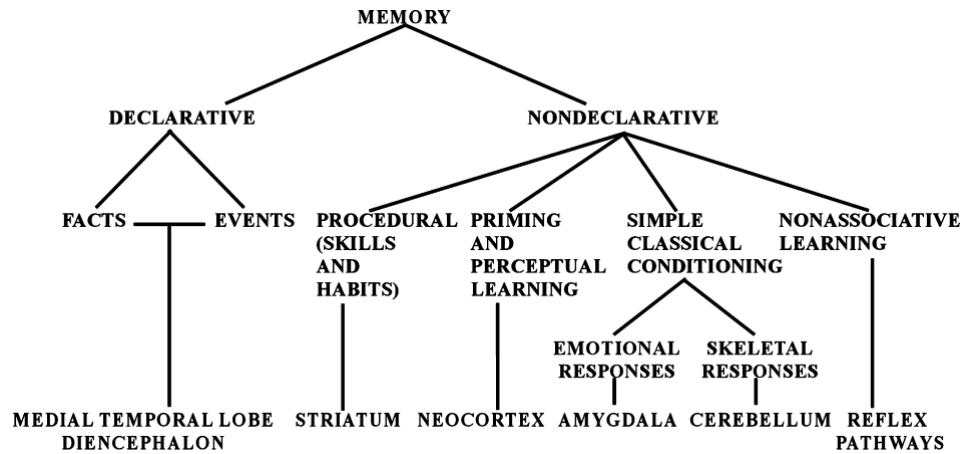 MEMORY
DECLARATIVE
NONDECLARATIVE
FACTS
EVENTS
PROCEDURAL
(SKILLS
AND
HABITS)
PRIMING
AND
PERCEPTUAL
LEARNING
SIMPLE
CLASSICAL
CONDITIONING
NONASSOCIATIVE
LEARNING
EMOTIONAL
RESPONSES
SKELETAL
RESPONSES
MEDIAL TEMPORAL LOBE
DIENCEPHALON
STRIATUM
NEOCORTEX
AMYGDALA
CEREBELLUM
REFLEX
PATHWAYS